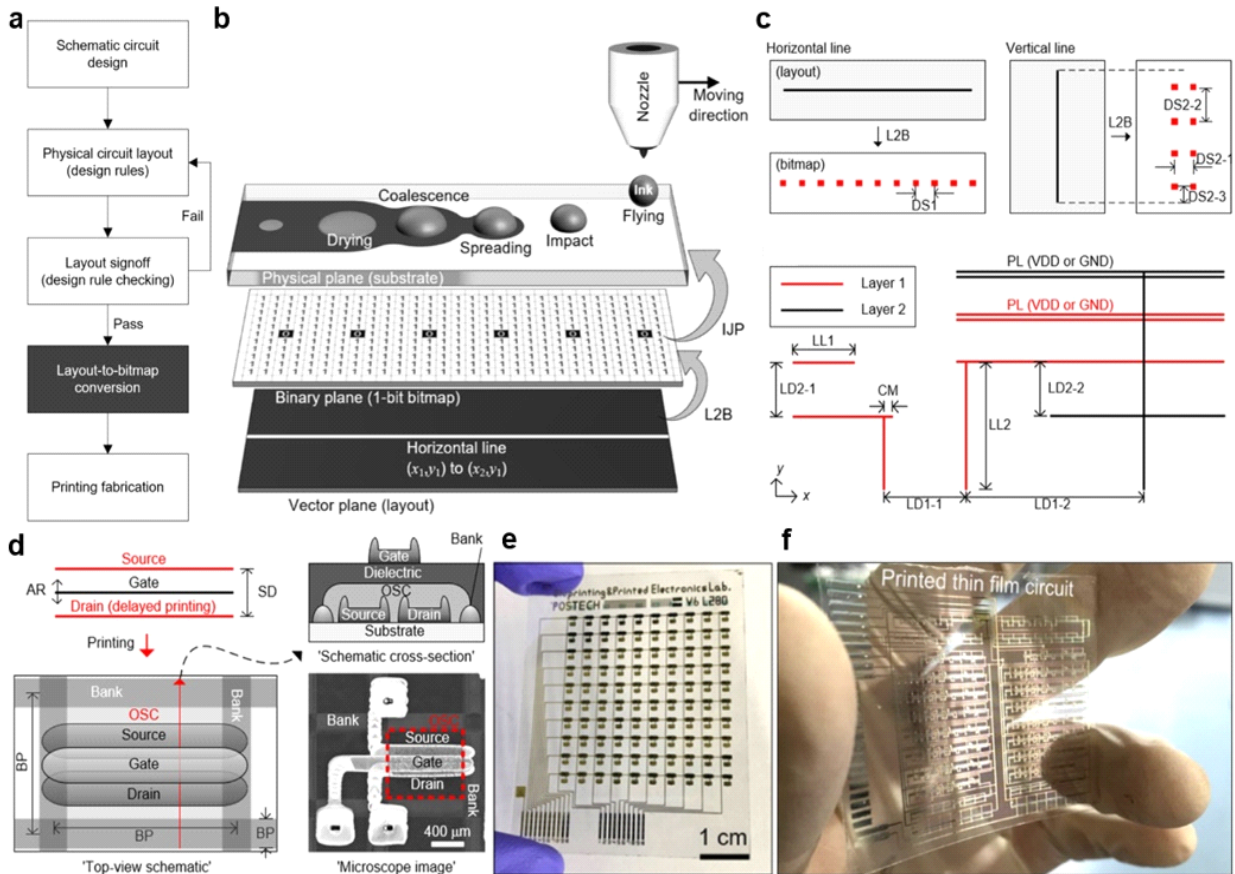 a
Schematic circuit
design
Physical circuit layout
(design rules)
Fail
Layout signoff
(design rule checking)
Pass
Layout-to-bitmap
conversion
Printing fabrication
b
Nozzle
Moving
direction
Ink
Flying
Coalescence
Drying
Spreading
Impact
Physical plane (substrate)
IJP
Binary plane (1-bit bitmap)
L2B
Horizontal line
(x₁,y₁) to (x₂,y₁)
Vector plane (layout)
c
Horizontal line
(layout)
L2B
(bitmap)
DS1
Vertical line
L2B
DS2-2
DS2-1
DS2-3
Layer 1
Layer 2
PL (VDD or GND)
PL (VDD or GND)
LL1
LD2-1
CM
LL2
LD2-2
LD1-1
LD1-2
y
x
d
Source
Gate
Drain (delayed printing)
AR
SD
Printing
Bank
Bank
OSC
Source
Gate
Drain
BP
BP
BP
'Top-view schematic'
Bank
Gate
Dielectric
OSC
Source
Drain
Substrate
'Schematic cross-section'
Bank
OSC
Source
Gate
Drain
Bank
400 μm
'Microscope image'
e
printing&Printed Electronics Lab.
POSTECH
V6 L280
1 cm
f
Printed thin film circuit